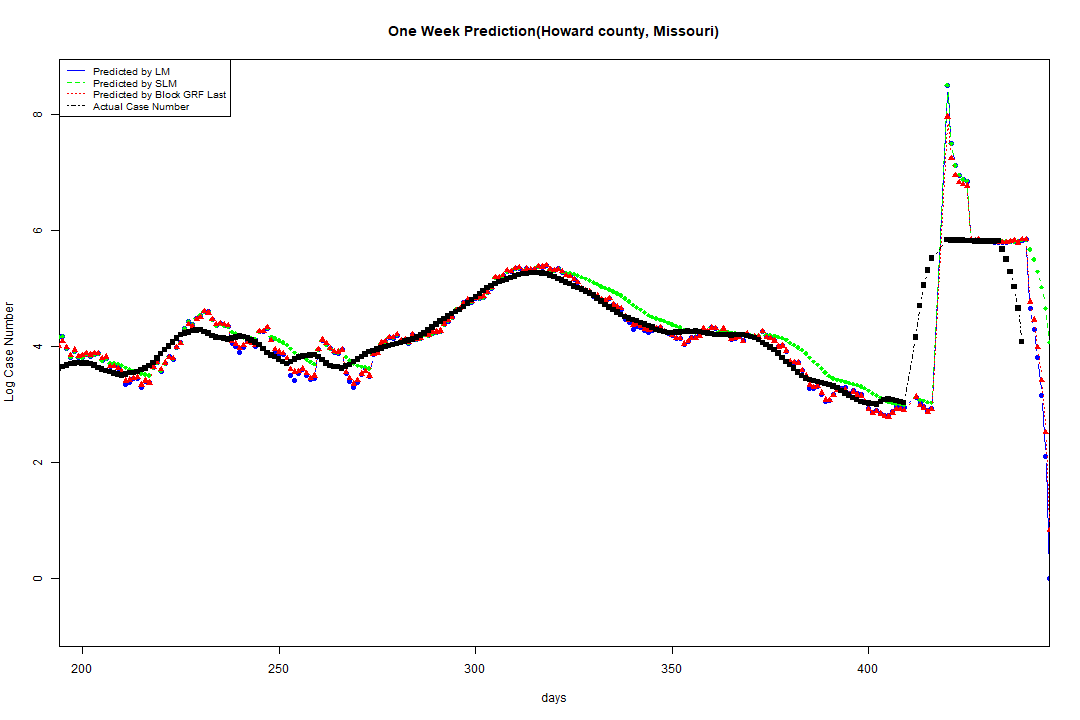 One Week Prediction(Howard county, Missouri)
Predicted by LM
Predicted by SLM
Predicted by Block GRF Last
Actual Case Number
Log Case Number
8
6
4
2
0
200 250 300 350 400
days